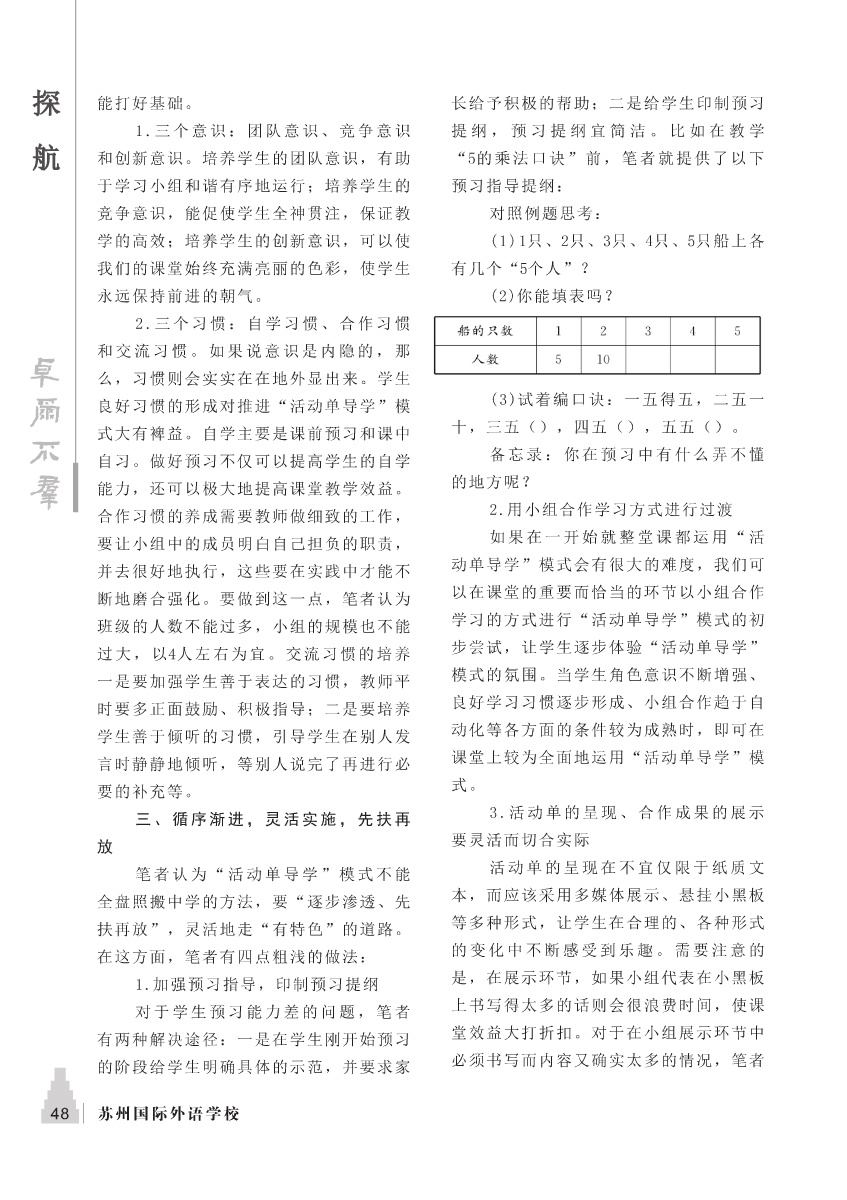 探
航
卓尔不群
能打好基础。
1.三个意识：团队意识、竞争意识
和创新意识。培养学生的团队意识，有助
于学习小组和谐有序地运行；培养学生的
竞争意识，能促使学生全神贯注，保证教
学的高效；培养学生的创新意识，可以使
我们的课堂始终充满亮丽的色彩，使学生
永远保持前进的朝气。
2.三个习惯：自学习惯、合作习惯
和交流习惯。如果说意识是内隐的，那
么，习惯则会实实在在地外显出来。学生
良好习惯的形成对推进“活动单导学”模
式大有裨益。自学主要是课前预习和课中
自习。做好预习不仅可以提高学生的自学
能力，还可以极大地提高课堂教学效益。
合作习惯的养成需要教师做细致的工作，
要让小组中的成员明白自己担负的职责，
并去很好地执行，这些要在实践中才能不
断地磨合强化。要做到这一点，笔者认为
班级的人数不能过多，小组的规模也不能
过大，以4人左右为宜。交流习惯的培养
一是要加强学生善于表达的习惯，教师平
时要多正面鼓励、积极指导；二是要培养
学生善于倾听的习惯，引导学生在别人发
言时静静地倾听，等别人说完了再进行必
要的补充等。
三、循序渐进，灵活实施，先扶再
放
笔者认为“活动单导学”模式不能
全盘照搬中学的方法，要“逐步渗透、先
扶再放”，灵活地走“有特色”的道路。
在这方面，笔者有四点粗浅的做法：
1.加强预习指导，印制预习提纲
对于学生预习能力差的问题，笔者
有两种解决途径：一是在学生刚开始预习
的阶段给学生明确具体的示范，并要求家
长给予积极的帮助；二是给学生印制预习
提纲，预习提纲宜简洁。比如在教学
“5的乘法口诀”前，笔者就提供了以下
预习指导提纲：
对照例题思考：
(1)1只、2只、3只、4只、5只船上各
有几个“5个人”？
(2)你能填表吗？
船的只数 1 2 3 4 5
人数 5 10
(3)试着编口诀：一五得五，二五一
十，三五（），四五（），五五（）。
备忘录：你在预习中有什么弄不懂
的地方呢？
2.用小组合作学习方式进行过渡
如果在一开始就整堂课都运用“活
动单导学”模式会有很大的难度，我们可
以在课堂的重要而恰当的环节以小组合作
学习的方式进行“活动单导学”模式的初
步尝试，让学生逐步体验“活动单导学”
模式的氛围。当学生角色意识不断增强、
良好学习习惯逐步形成、小组合作趋于自
动化等各方面的条件较为成熟时，即可在
课堂上较为全面地运用“活动单导学”模
式。
3.活动单的呈现、合作成果的展示
要灵活而切合实际
活动单的呈现在不宜仅限于纸质文
本，而应该采用多媒体展示、悬挂小黑板
等多种形式，让学生在合理的、各种形式
的变化中不断感受到乐趣。需要注意的
是，在展示环节，如果小组代表在小黑板
上书写得太多的话则会很浪费时间，使课
堂效益大打折扣。对于在小组展示环节中
必须书写而内容又确实太多的情况，笔者
48 苏州国际外语学校